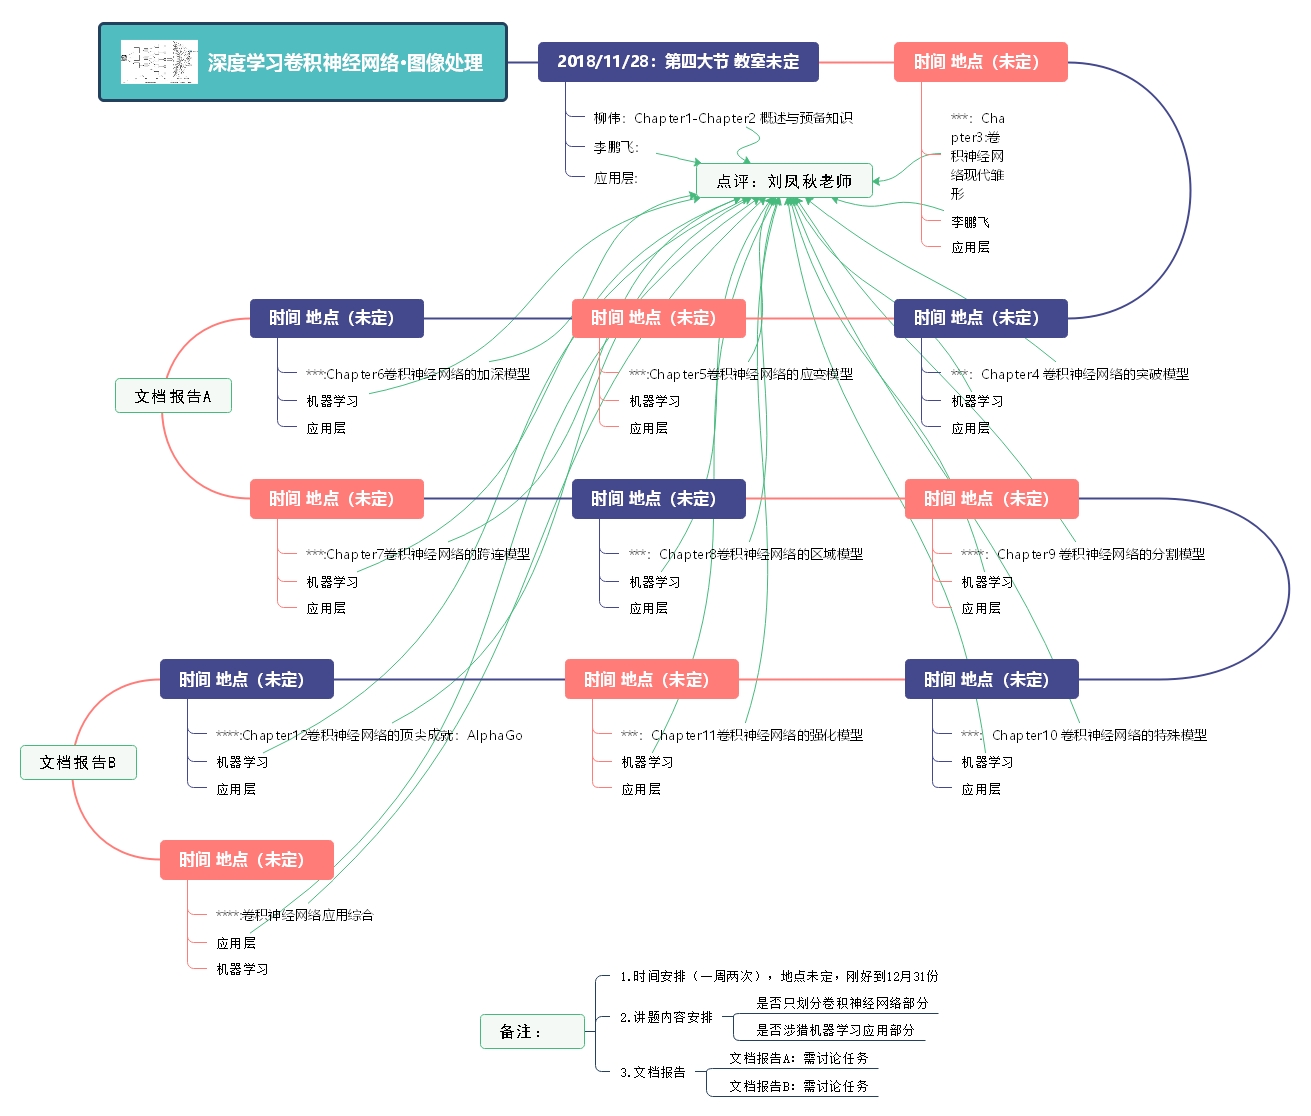 深度学习卷积神经网络·图像处理
2018/11/28：第四大节 教室未定
时间 地点（未定）
柳伟：Chapter1-Chapter2 概述与预备知识
李鹏飞：
应用层:
点评：刘凤秋老师
***：Cha
pter3:卷
积神经网
络现代雏
形
李鹏飞
应用层
时间 地点（未定）
***:Chapter6卷积神经网络的加深模型
机器学习
应用层
时间 地点（未定）
***:Chapter5卷积神经网络的应变模型
机器学习
应用层
时间 地点（未定）
***：Chapter4 卷积神经网络的突破模型
机器学习
应用层
文档报告A
时间 地点（未定）
***:Chapter7卷积神经网络的跨连模型
机器学习
应用层
时间 地点（未定）
***：Chapter8卷积神经网络的区域模型
机器学习
应用层
时间 地点（未定）
****：Chapter9 卷积神经网络的分割模型
机器学习
应用层
时间 地点（未定）
****:Chapter12卷积神经网络的顶尖成就：AlphaGo
机器学习
应用层
时间 地点（未定）
***：Chapter11卷积神经网络的强化模型
机器学习
应用层
时间 地点（未定）
***：Chapter10 卷积神经网络的特殊模型
机器学习
应用层
文档报告B
时间 地点（未定）
****:卷积神经网络应用综合
应用层
机器学习
备注：
1.时间安排（一周两次），地点未定，刚好到12月31份
2.讲题内容安排
是否只划分卷积神经网络部分
是否涉猎机器学习应用部分
3.文档报告
文档报告A：需讨论任务
文档报告B：需讨论任务